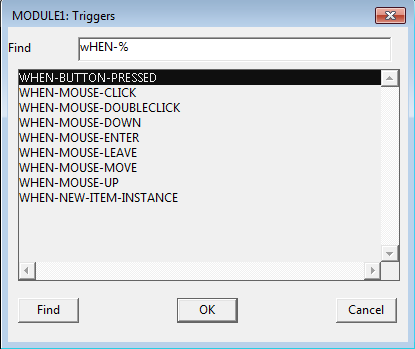 MODULE1: Triggers
Find wHEN-%
WHEN-BUTTON-PRESSED
WHEN-MOUSE-CLICK
WHEN-MOUSE-DOUBLECLICK
WHEN-MOUSE-DOWN
WHEN-MOUSE-ENTER
WHEN-MOUSE-LEAVE
WHEN-MOUSE-MOVE
WHEN-MOUSE-UP
WHEN-NEW-ITEM-INSTANCE
Find OK Cancel